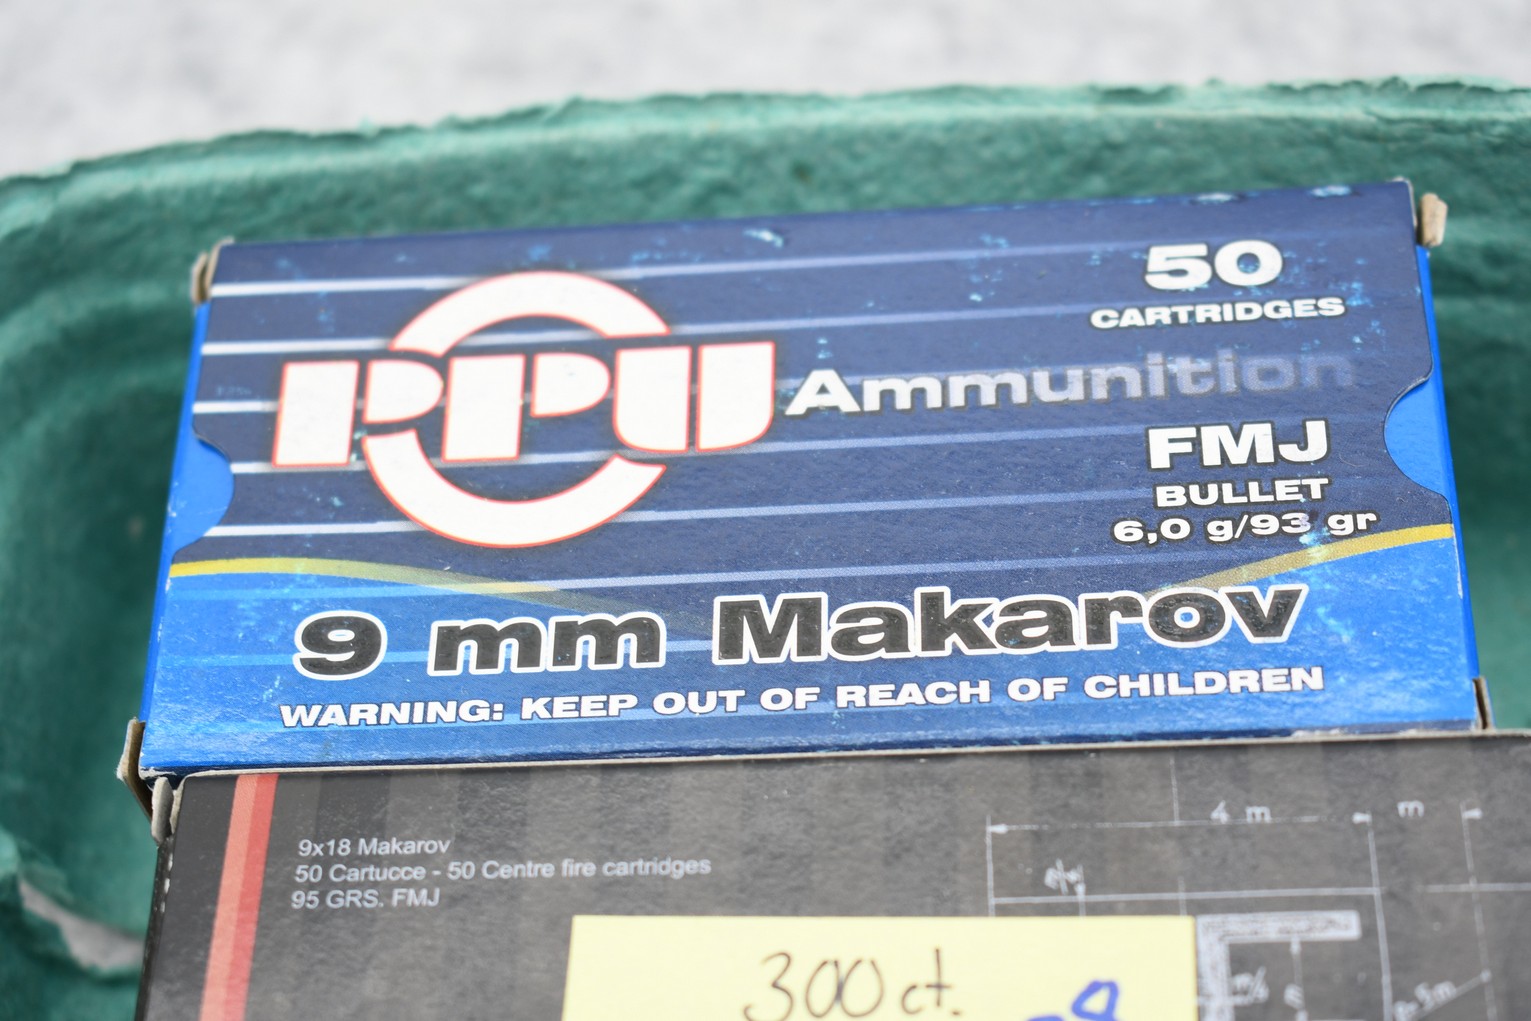 50
CARTRIDGES
PPU Ammunition
FMJ
BULLET
6,0 g/93 gr
9 mm Makarov
WARNING: KEEP OUT OF REACH OF CHILDREN
9x18 Makarov
50 Cartucce - 50 Centre fire cartridges
95 GRS. FMJ
4 m
m
300 ct.